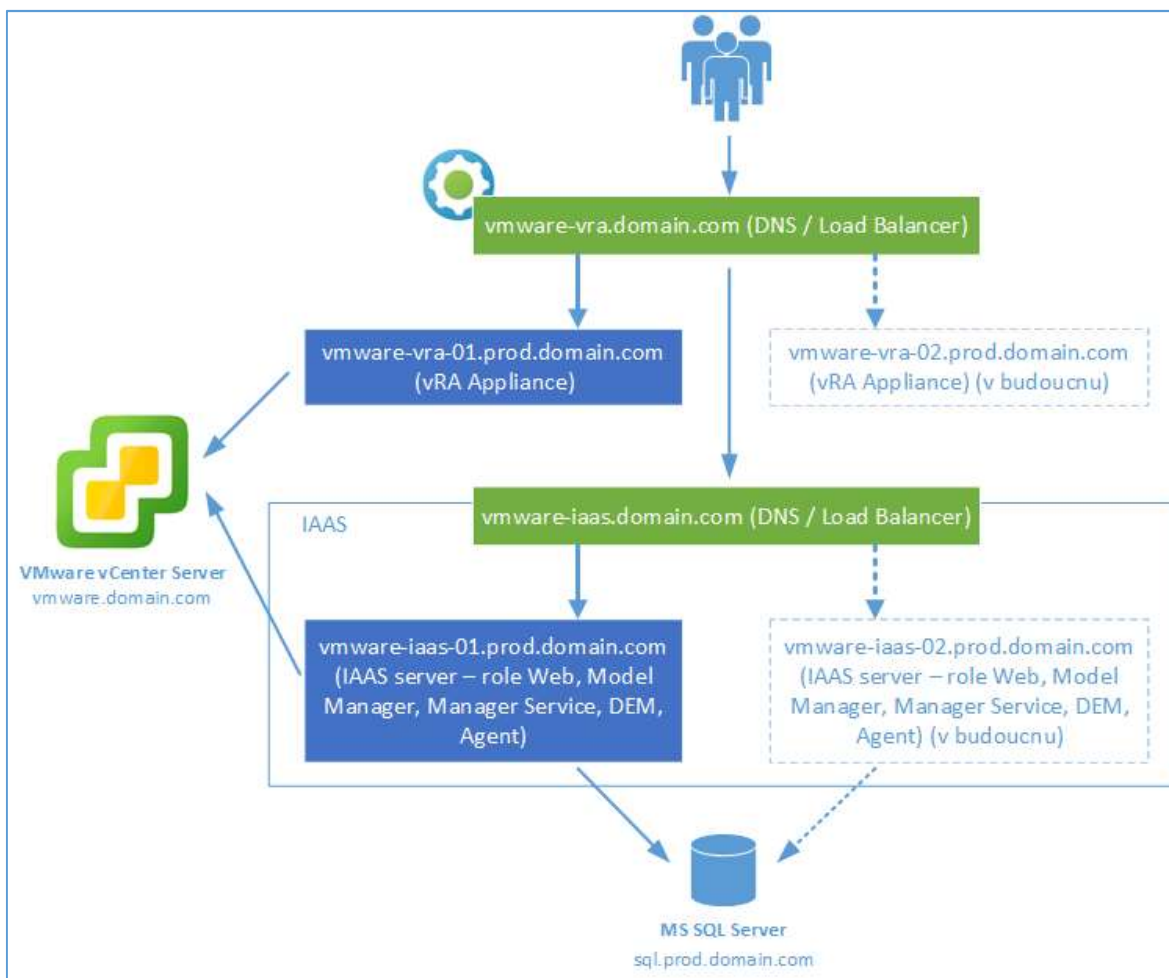 vmware-vra.domain.com (DNS / Load Balancer)
vmware-vra-01.prod.domain.com
(vRA Appliance)
vmware-vra-02.prod.domain.com
(vRA Appliance) (v budoucnu)
vmware-iaas.domain.com (DNS / Load Balancer)
IAAS
VMware vCenter Server
vmware.domain.com
vmware-iaas-01.prod.domain.com
(IAAS server – role Web, Model
Manager, Manager Service, DEM,
Agent)
vmware-iaas-02.prod.domain.com
(IAAS server – role Web, Model
Manager, Manager Service, DEM,
Agent) (v budoucnu)
MS SQL Server
sql.prod.domain.com